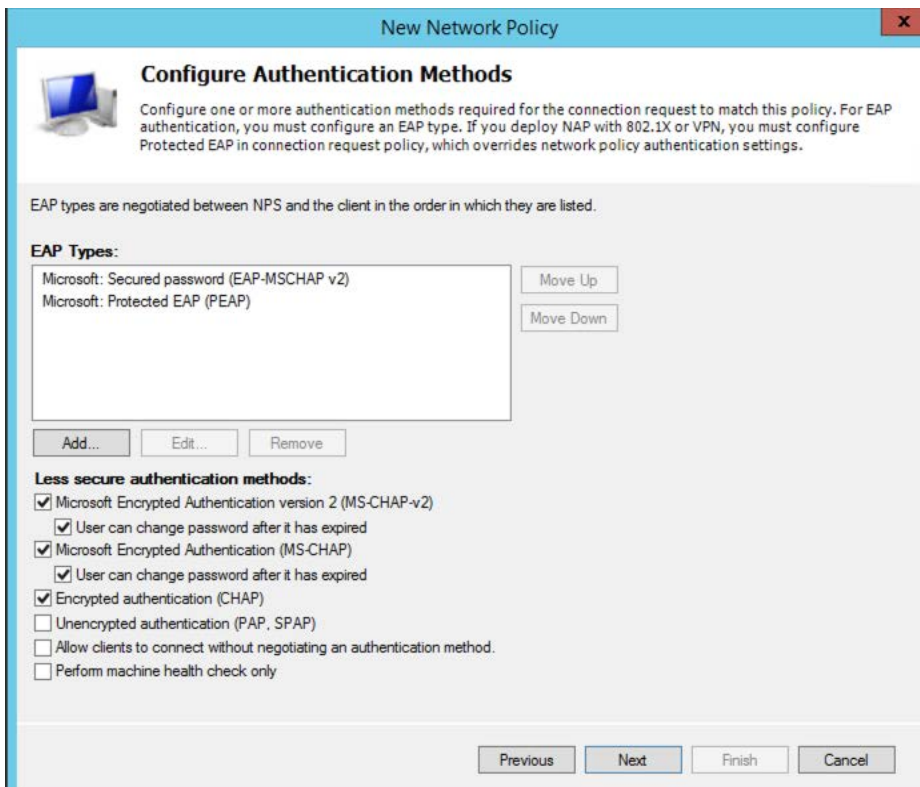 New Network Policy
x
Configure Authentication Methods
Configure one or more authentication methods required for the connection request to match this policy. For EAP
authentication, you must configure an EAP type. If you deploy NAP with 802.1X or VPN, you must configure
Protected EAP in connection request policy, which overrides network policy authentication settings.
EAP types are negotiated between NPS and the client in the order in which they are listed.
EAP Types:
Microsoft: Secured password (EAP-MSCHAP v2)
Microsoft: Protected EAP (PEAP)
Move Up
Move Down
Add... Edit... Remove
Less secure authentication methods:
Microsoft Encrypted Authentication version 2 (MS-CHAP-v2)
User can change password after it has expired
Microsoft Encrypted Authentication (MS-CHAP)
User can change password after it has expired
Encrypted authentication (CHAP)
Unencrypted authentication (PAP, SPAP)
Allow clients to connect without negotiating an authentication method.
Perform machine health check only
Previous Next Finish Cancel